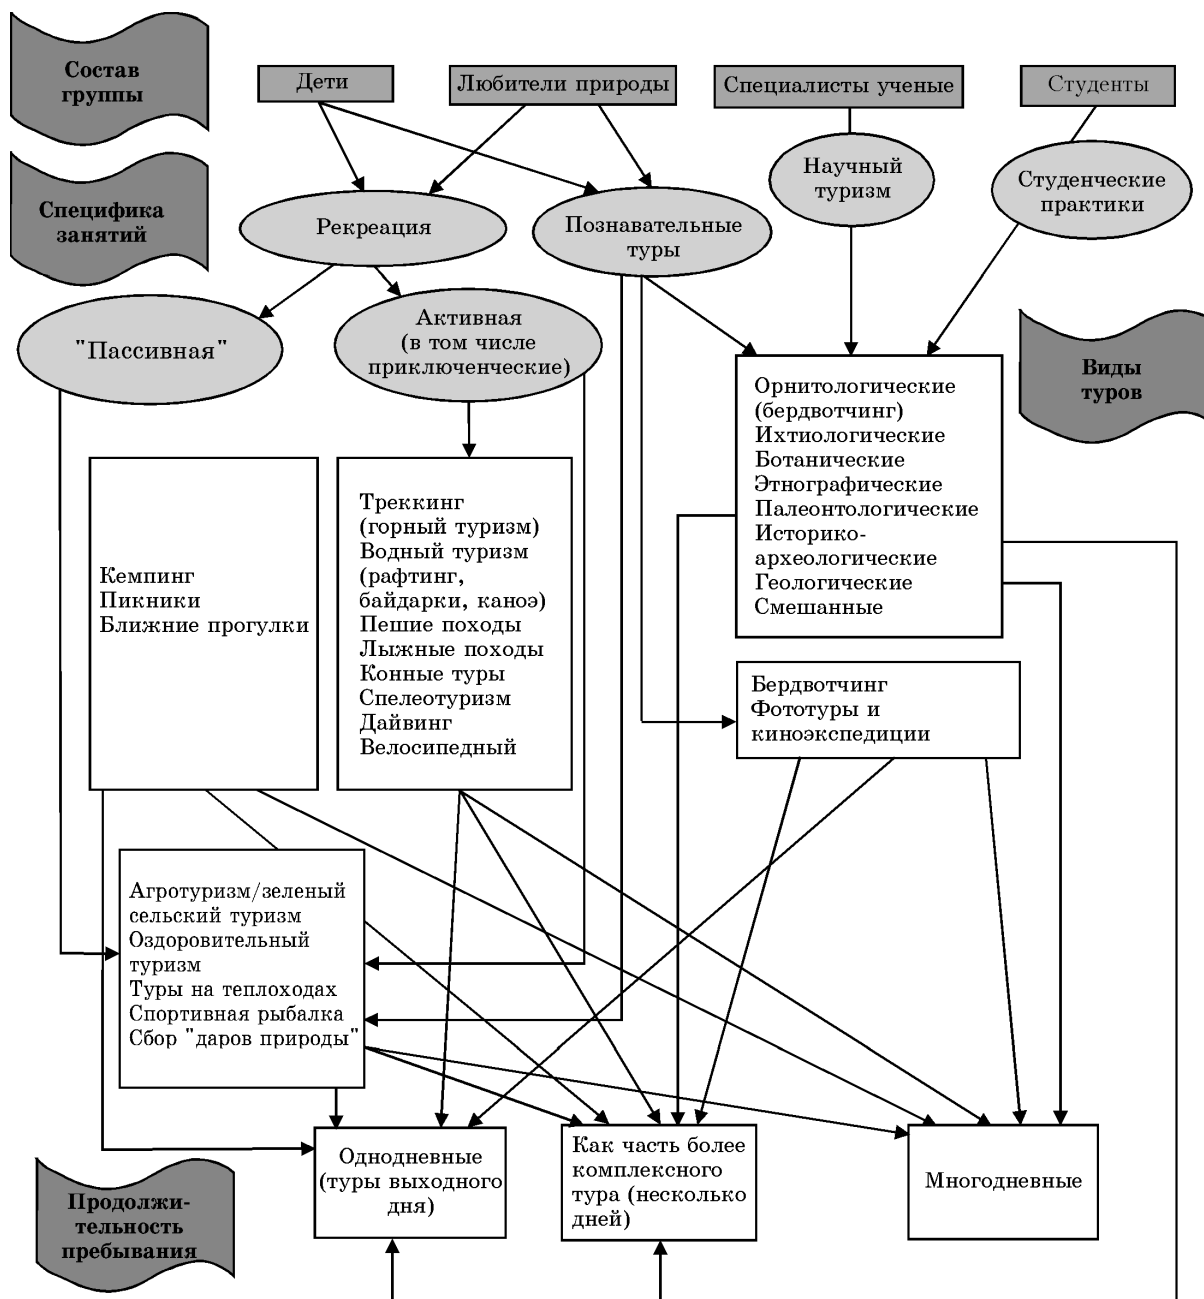 Состав
группы
Дети
Любители природы
Специалисты ученые
Студенты
Специфика
занятий
Рекреация
Познавательные
туры
Научный
туризм
Студенческие
практики
"Пассивная"
Активная
(в том числе
приключенческие)
Виды
туров
Орнитологические
(бердвотчинг)
Ихтиологические
Ботанические
Этнографические
Палеонтологические
Историко-
археологические
Геологические
Смешанные
Кемпинг
Пикники
Ближние прогулки
Треккинг
(горный туризм)
Водный туризм
(рафтинг,
байдарки, каноэ)
Пешие походы
Лыжные походы
Конные туры
Спелеотуризм
Дайвинг
Велосипедный
Бердвотчинг
Фототуры и
киноэкспедиции
Агротуризм/зеленый
сельский туризм
Оздоровительный
туризм
Туры на теплоходах
Спортивная рыбалка
Сбор "даров природы"
Продолжи-
тельность
пребывания
Однодневные
(туры выходного
дня)
Как часть более
комплексного
тура (несколько
дней)
Многодневные